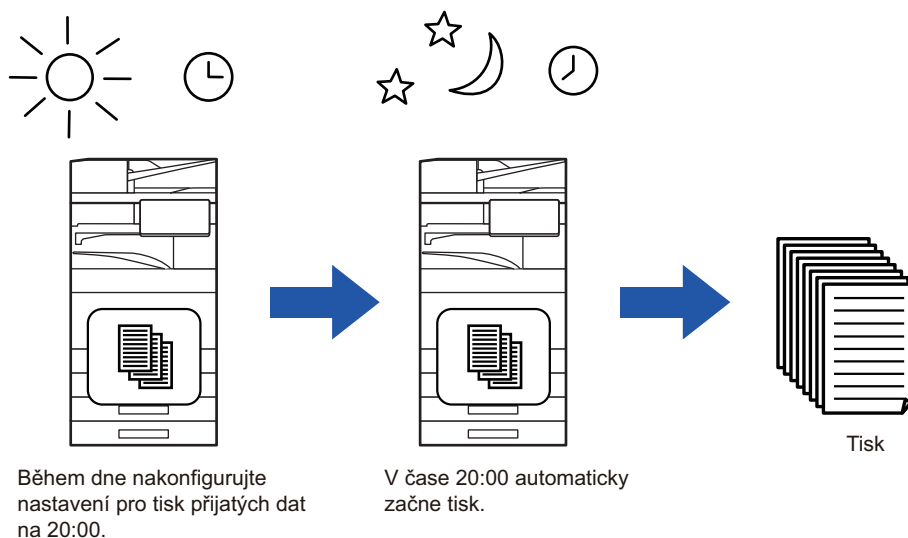 Během dne nakonfigurujte
nastavení pro tisk přijatých dat
na 20:00.
V čase 20:00 automaticky
začne tisk.
Tisk